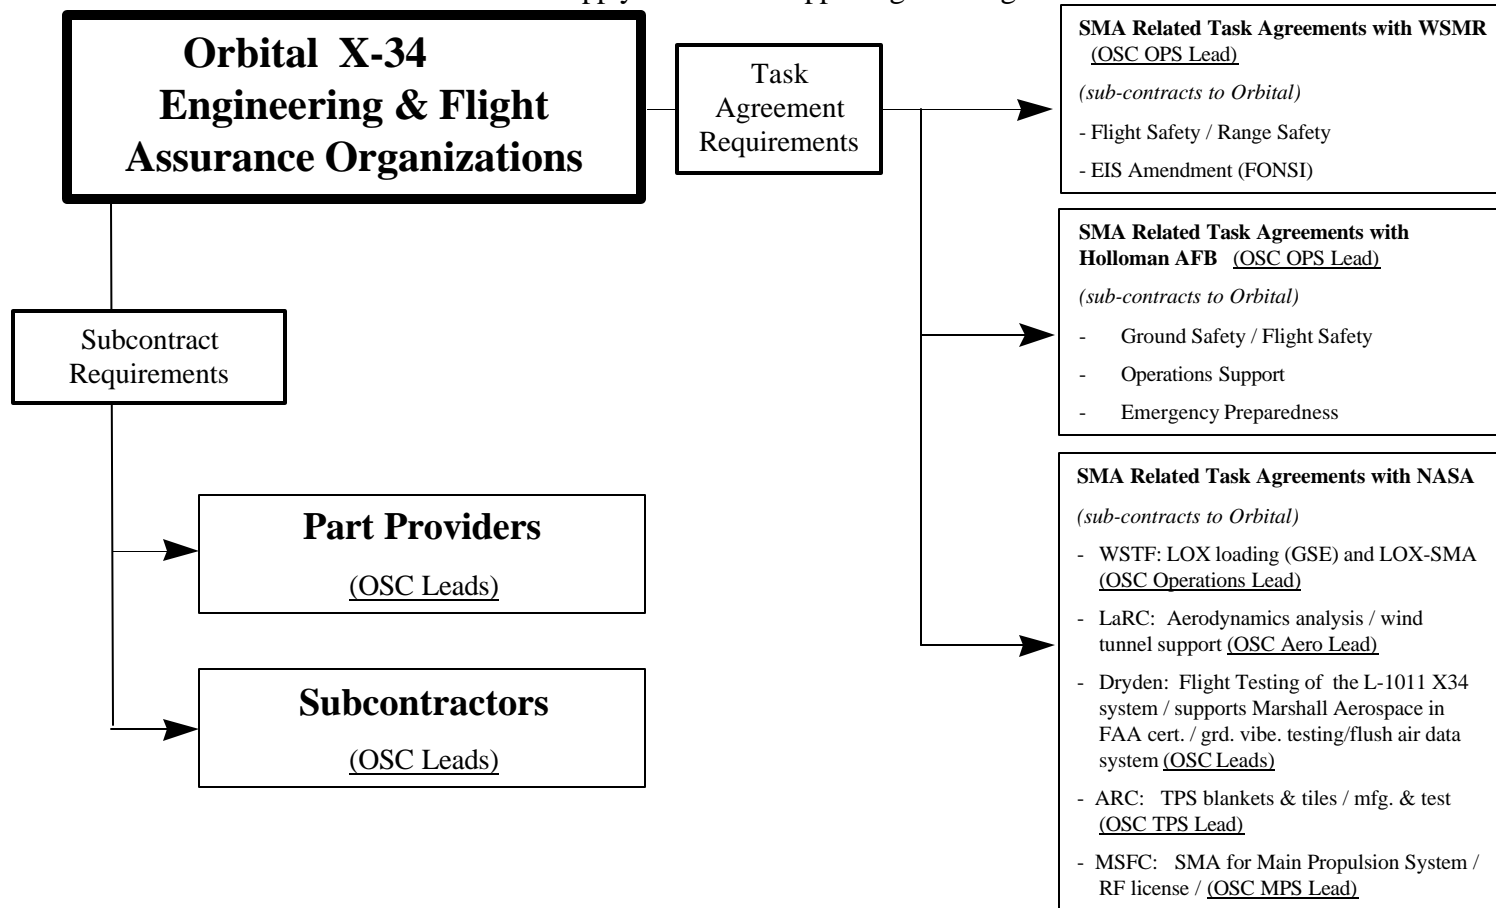 Orbital X-34
Engineering & Flight
Assurance Organizations
Task
Agreement
Requirements
Subcontract
Requirements
Part Providers
(OSC Leads)
Subcontractors
(OSC Leads)
SMA Related Task Agreements with WSMR
(OSC OPS Lead)
(sub-contracts to Orbital)
- Flight Safety / Range Safety
- EIS Amendment (FONSI)
SMA Related Task Agreements with
Holloman AFB (OSC OPS Lead)
(sub-contracts to Orbital)
- Ground Safety / Flight Safety
- Operations Support
- Emergency Preparedness
SMA Related Task Agreements with NASA
(sub-contracts to Orbital)
- WSTF: LOX loading (GSE) and LOX-SMA
(OSC Operations Lead)
- LaRC: Aerodynamics analysis / wind
tunnel support (OSC Aero Lead)
- Dryden: Flight Testing of the L-1011 X34
system / supports Marshall Aerospace in
FAA cert. / grd. vibe. testing/flush air data
system (OSC Leads)
- ARC: TPS blankets & tiles / mfg. & test
(OSC TPS Lead)
- MSFC: SMA for Main Propulsion System /
RF license / (OSC MPS Lead)